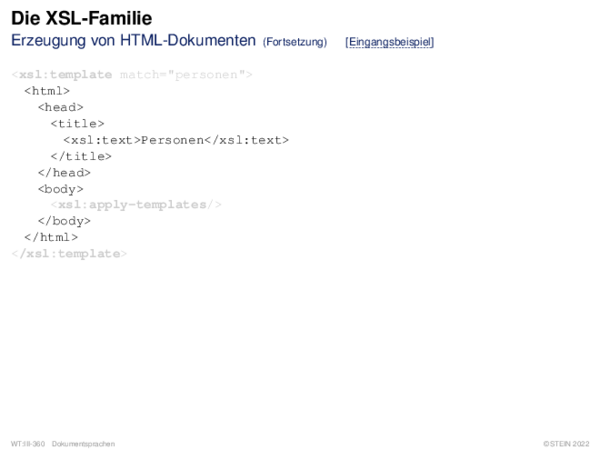 Die XSL-Familie
Erzeugung von HTML-Dokumenten (Fortsetzung) [Eingangsbeispiel]
<xsl:template match="personen">
<html>
<head>
<title>
<xsl:text>Personen</xsl:text>
</title>
</head>
<body>
<xsl:apply-templates/>
</body>
</html>
</xsl:template>
WT:III-360 Dokumentsprachen ©STEIN 2022